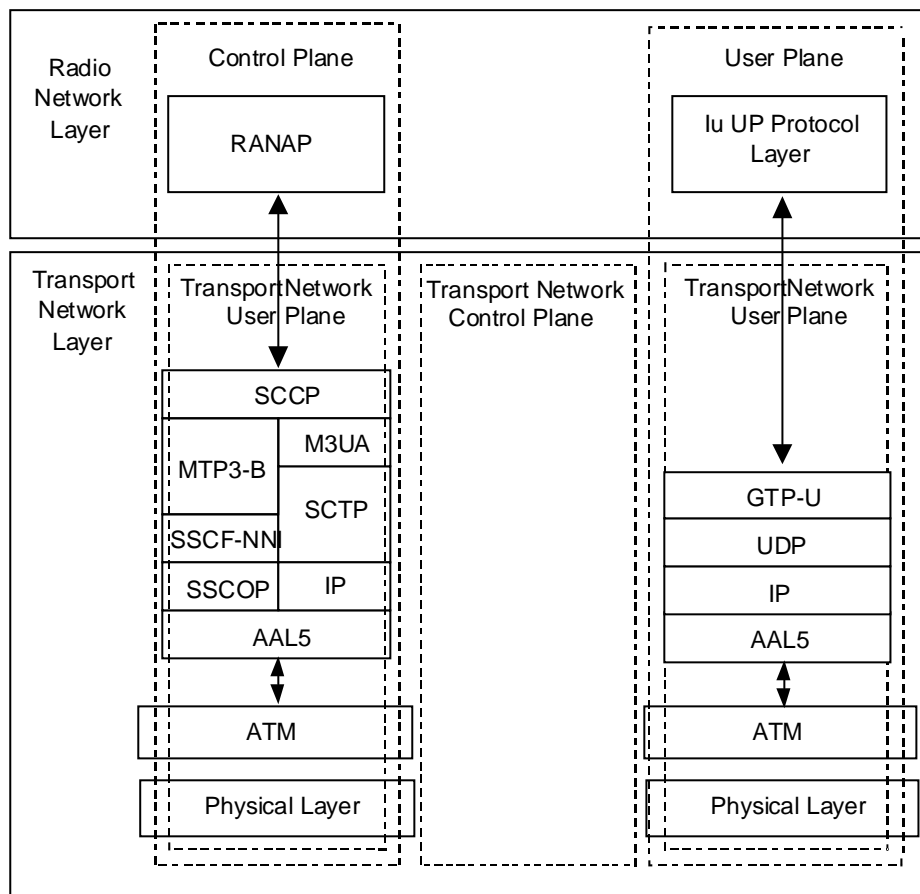 Control Plane
User Plane
Radio
Network
Layer
RANAP
Iu UP Protocol
Layer
Transport
Network
Layer
TransportNetwork
User Plane
Transport Network
Control Plane
TransportNetwork
User Plane
SCCP
MTP3-B
M3UA
SCTP
SSCF-NNI
SSCOP
IP
AAL5
GTP-U
UDP
IP
AAL5
ATM
ATM
Physical Layer
Physical Layer